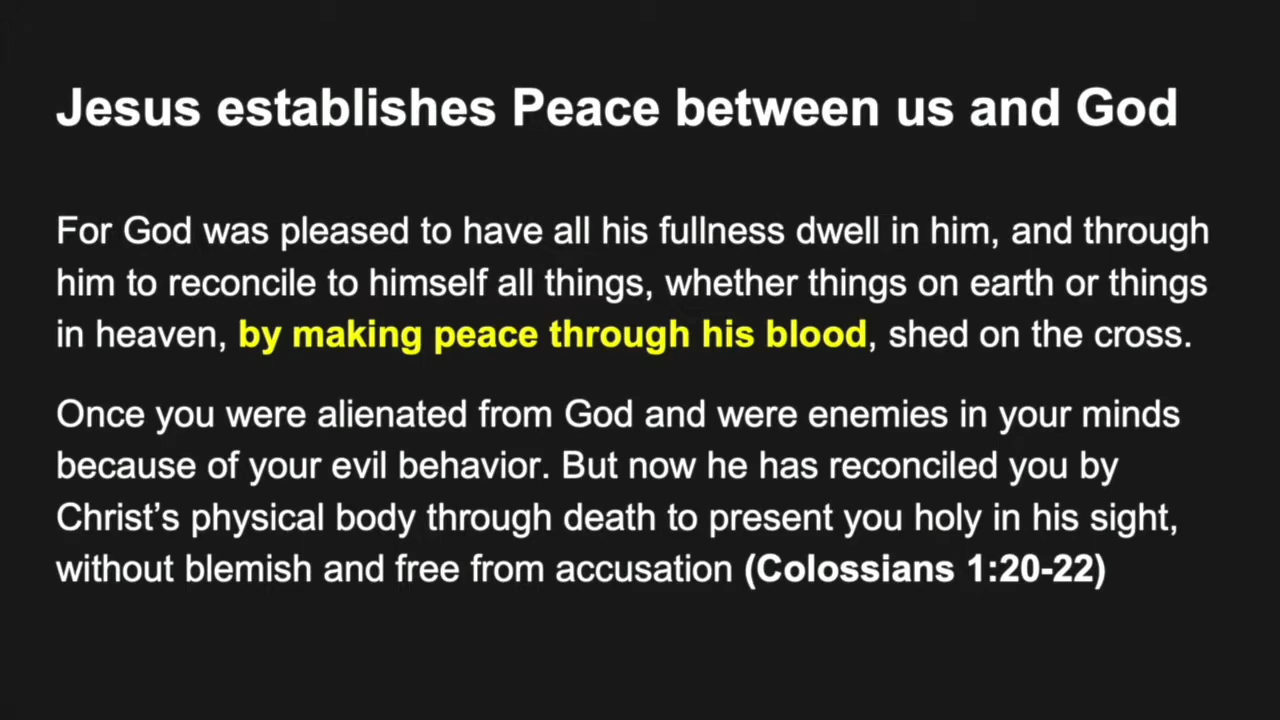 Jesus establishes Peace between us and God
For God was pleased to have all his fullness dwell in him, and through
him to reconcile to himself all things, whether things on earth or things
in heaven, by making peace through his blood, shed on the cross.
Once you were alienated from God and were enemies in your minds
because of your evil behavior. But now he has reconciled you by
Christ’s physical body through death to present you holy in his sight,
without blemish and free from accusation (Colossians 1:20-22)